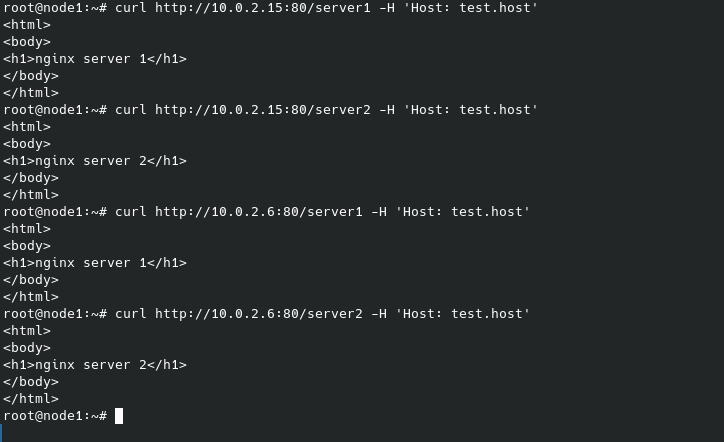 root@node1:~# curl http://10.0.2.15:80/server1 -H 'Host: test.host'
<html>
<body>
<h1>nginx server 1</h1>
</body>
</html>
root@node1:~# curl http://10.0.2.15:80/server2 -H 'Host: test.host'
<html>
<body>
<h1>nginx server 2</h1>
</body>
</html>
root@node1:~# curl http://10.0.2.6:80/server1 -H 'Host: test.host'
<html>
<body>
<h1>nginx server 1</h1>
</body>
</html>
root@node1:~# curl http://10.0.2.6:80/server2 -H 'Host: test.host'
<html>
<body>
<h1>nginx server 2</h1>
</body>
</html>
root@node1:~#